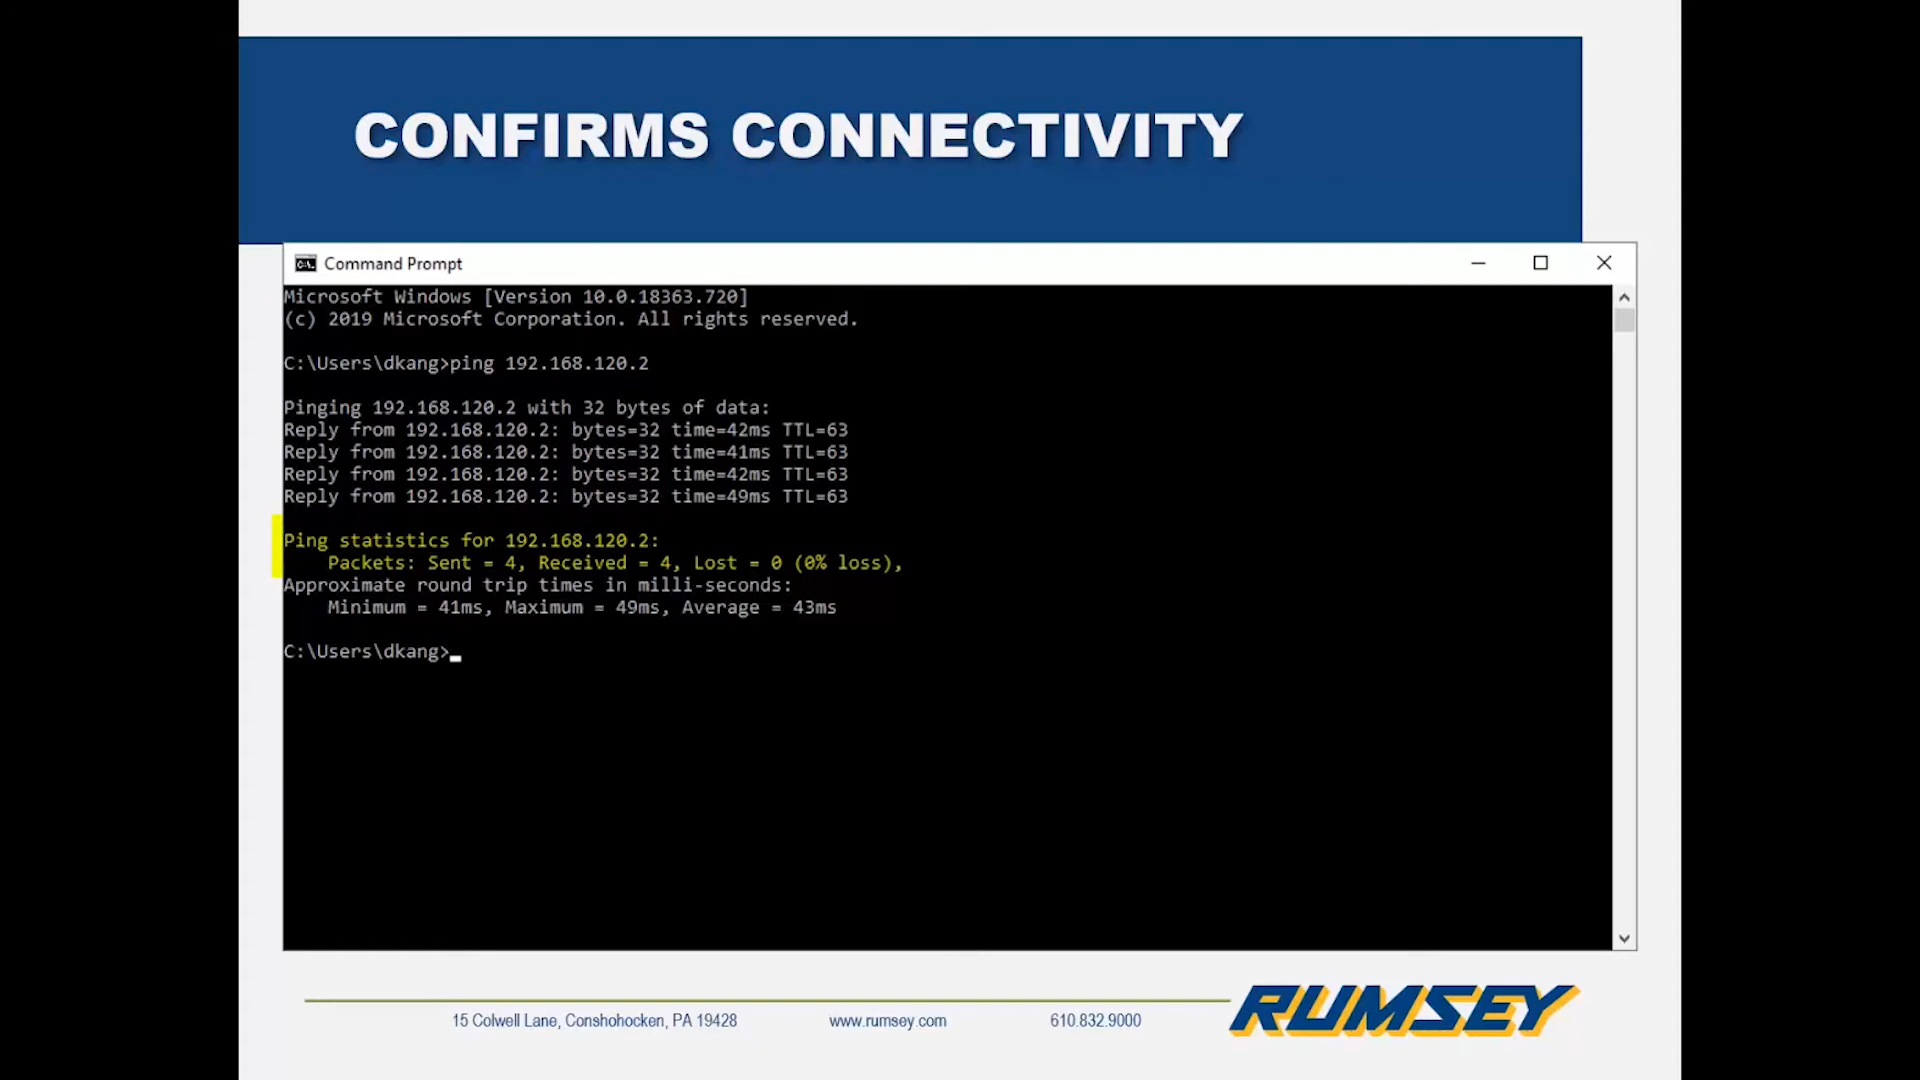 CONFIRMS CONNECTIVITY
Command Prompt
Microsoft Windows [Version 10.0.18363.720]
(c) 2019 Microsoft Corporation. All rights reserved.
C:\Users\dkang>ping 192.168.120.2
Pinging 192.168.120.2 with 32 bytes of data:
Reply from 192.168.120.2: bytes=32 time=42ms TTL=63
Reply from 192.168.120.2: bytes=32 time=41ms TTL=63
Reply from 192.168.120.2: bytes=32 time=42ms TTL=63
Reply from 192.168.120.2: bytes=32 time=49ms TTL=63
Ping statistics for 192.168.120.2:
    Packets: Sent = 4, Received = 4, Lost = 0 (0% loss),
Approximate round trip times in milli-seconds:
    Minimum = 41ms, Maximum = 49ms, Average = 43ms
C:\Users\dkang>
15 Colwell Lane, Conshohocken, PA 19428 www.rumsey.com 610.832.9000
RUMSEY